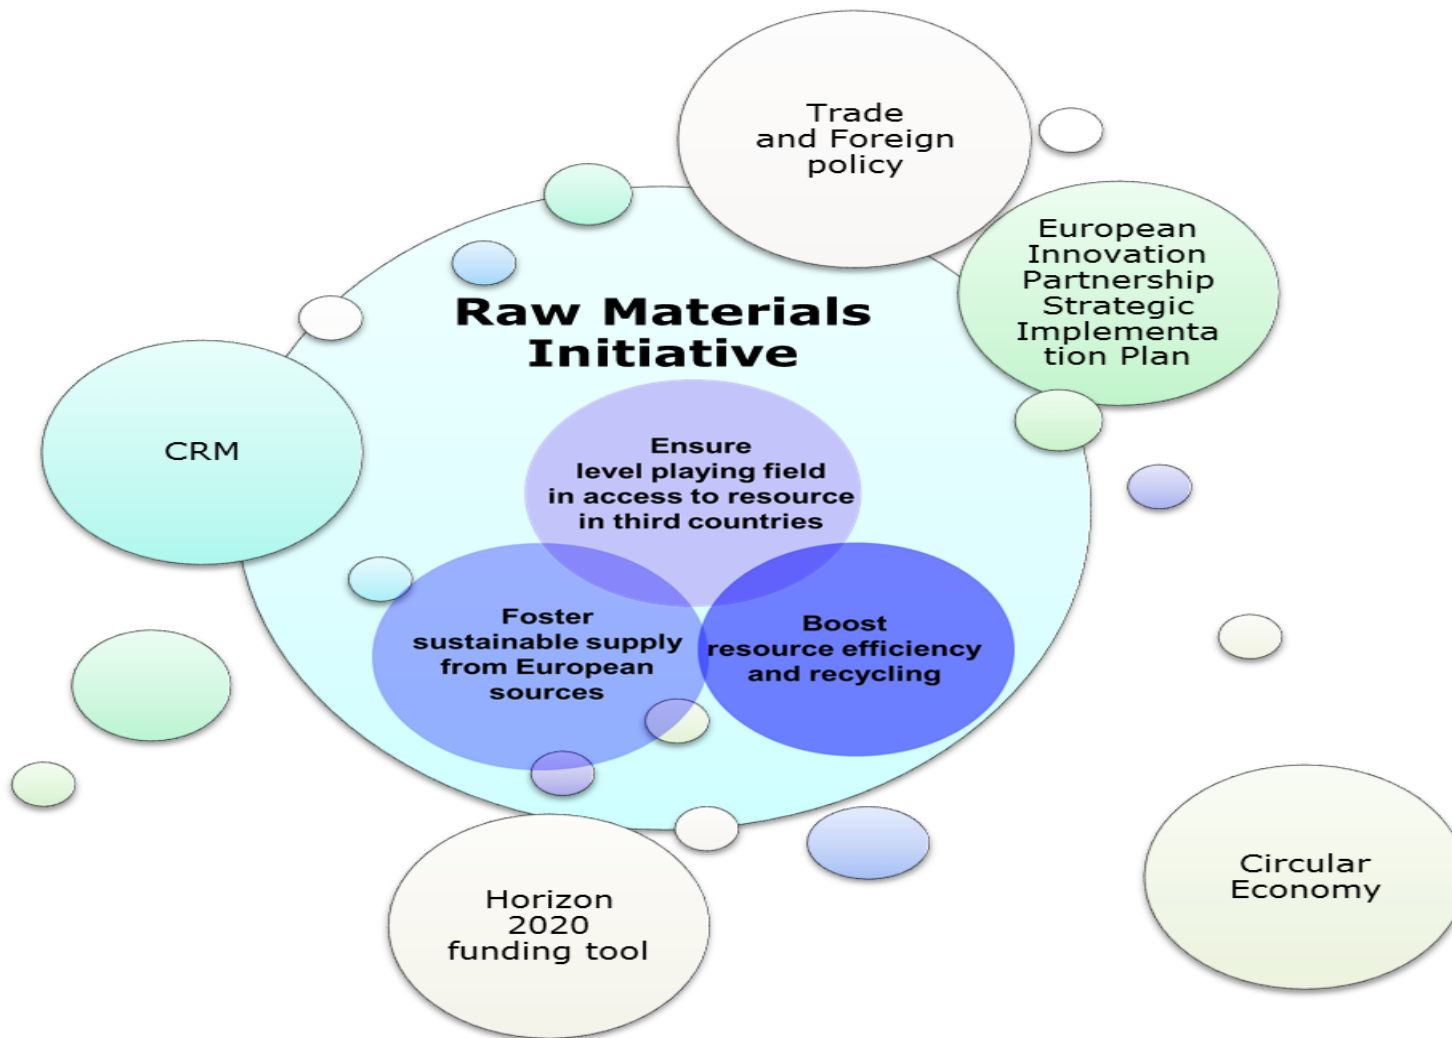 Trade
and Foreign
policy
European
Innovation
Partnership
Strategic
Implementa
tion Plan
Raw Materials
Initiative
CRM
Ensure
level playing field
in access to resource
in third countries
Foster
sustainable supply
from European
sources
Boost
resource efficiency
and recycling
Horizon
2020
funding tool
Circular
Economy